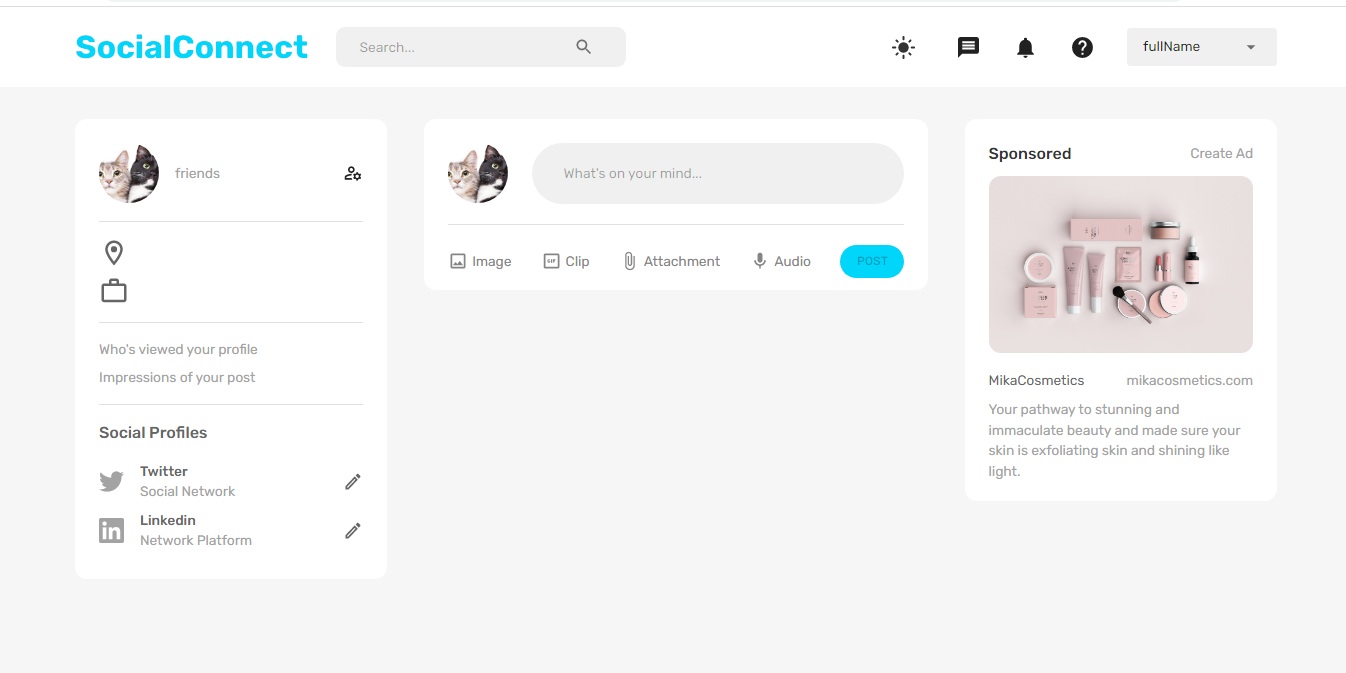 SocialConnect
Search...
fullName
friends
Who's viewed your profile
Impressions of your post
Social Profiles
Twitter
Social Network
Linkedin
Network Platform
What's on your mind...
Image
GIF
Clip
Attachment
Audio
POST
Sponsored
Create Ad
MikaCosmetics
mikacosmetics.com
Your pathway to stunning and
immaculate beauty and made sure your
skin is exfoliating skin and shining like
light.